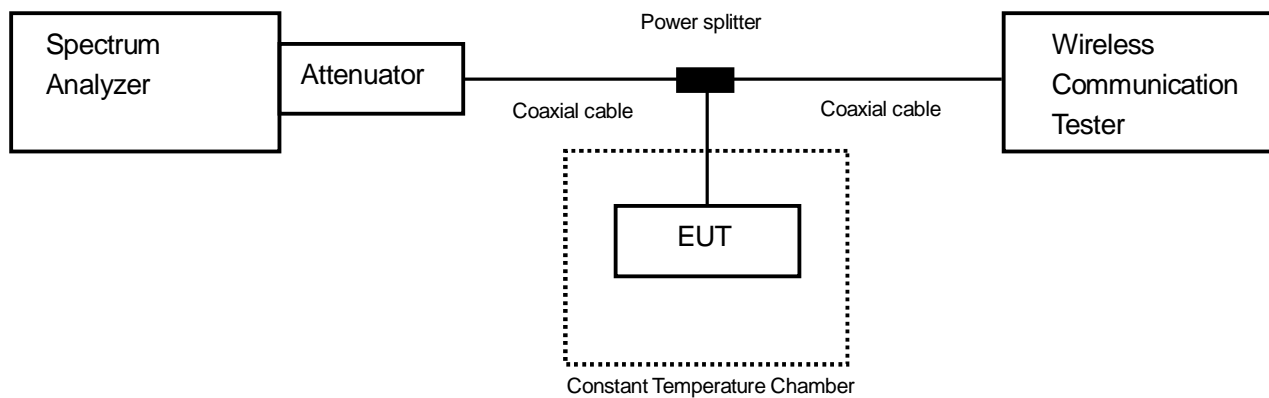 Power splitter
Spectrum
Analyzer
Attenuator
Wireless
Communication
Tester
Coaxial cable
Coaxial cable
EUT
Constant Temperature Chamber